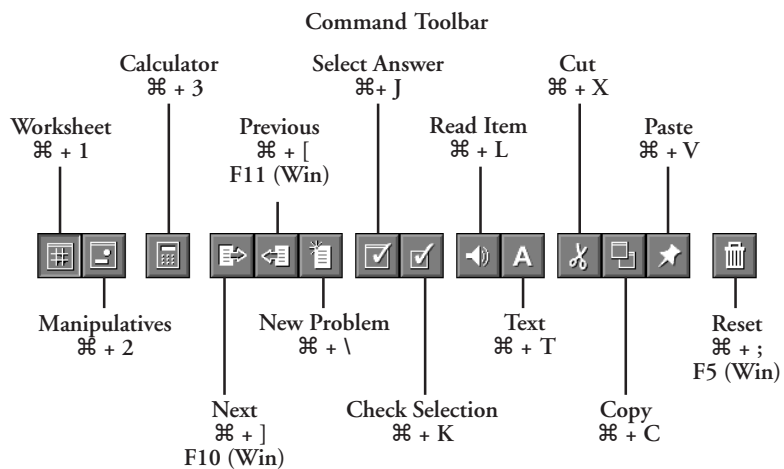 Command Toolbar
Calculator
⌘ + 3
Select Answer
⌘+ J
Cut
⌘ + X
Worksheet
⌘ + 1
Previous
⌘ + [
F11 (Win)
Read Item
⌘ + L
Paste
⌘ + V
A
Manipulatives
⌘ + 2
New Problem
⌘ + \
Text
⌘ + T
Reset
⌘ + ;
F5 (Win)
Next
⌘ + ]
F10 (Win)
Check Selection
⌘ + K
Copy
⌘ + C